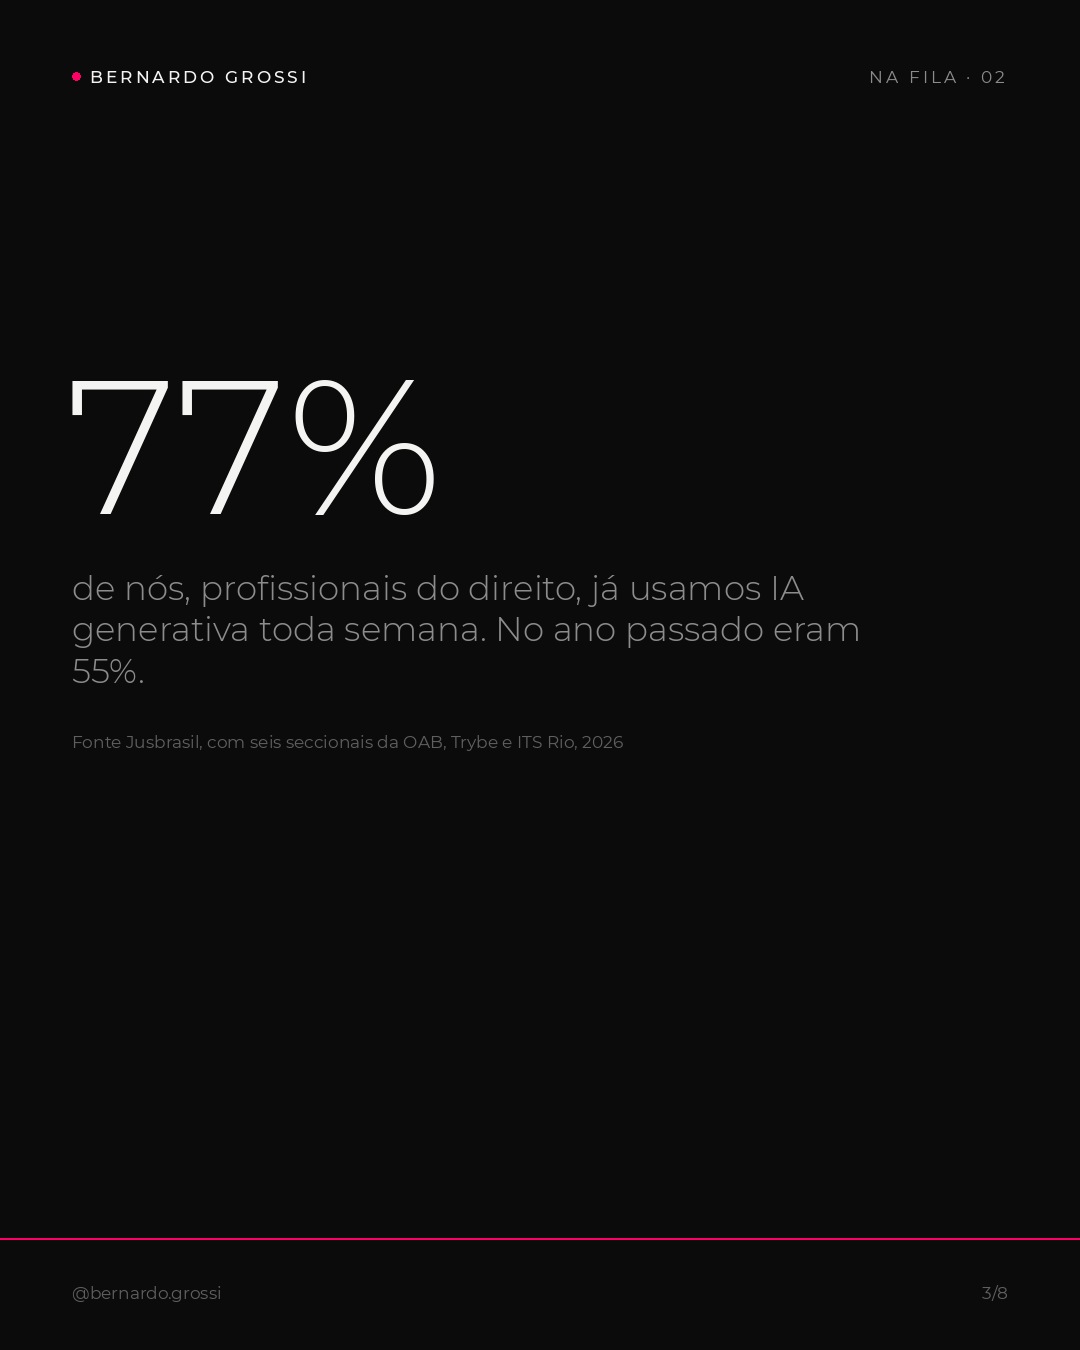 BERNARDO GROSSI
NA FILA · 02
77%
de nós, profissionais do direito, já usamos IA
generativa toda semana. No ano passado eram
55%.
Fonte Jusbrasil, com seis seccionais da OAB, Trybe e ITS Rio, 2026
@bernardo.grossi
3/8